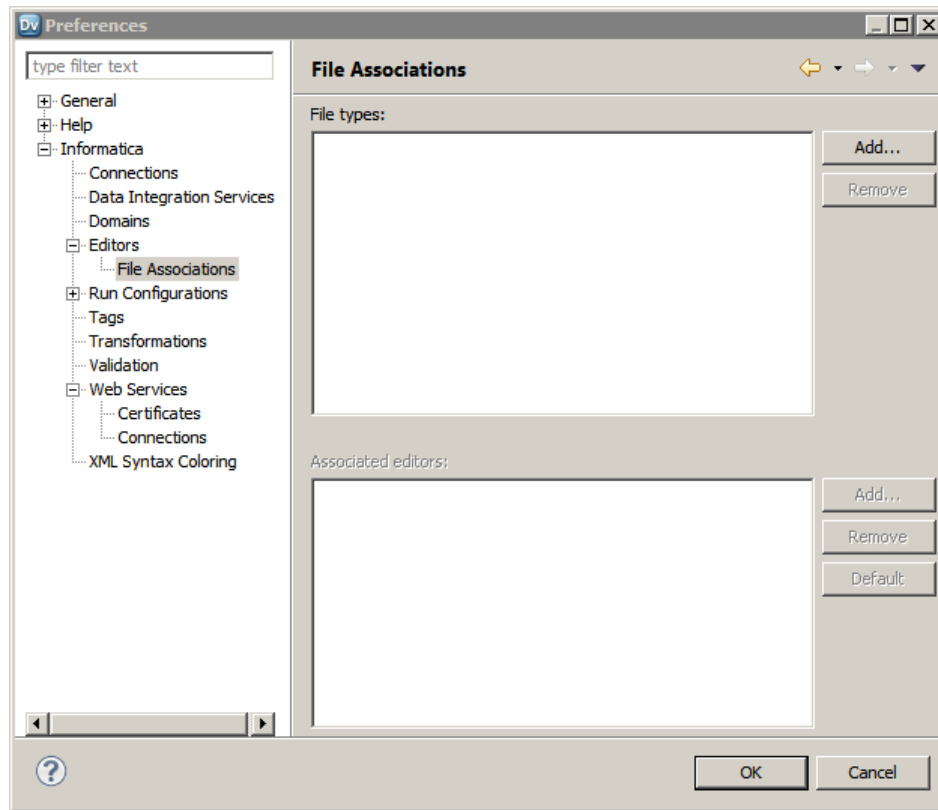 Dv Preferences
type filter text
File Associations
General
Help
Informatica
Connections
Data Integration Services
Domains
Editors
File Associations
Run Configurations
Tags
Transformations
Validation
Web Services
Certificates
Connections
XML Syntax Coloring
File types:
Add...
Remove
Associated editors:
Add...
Remove
Default
?
OK
Cancel